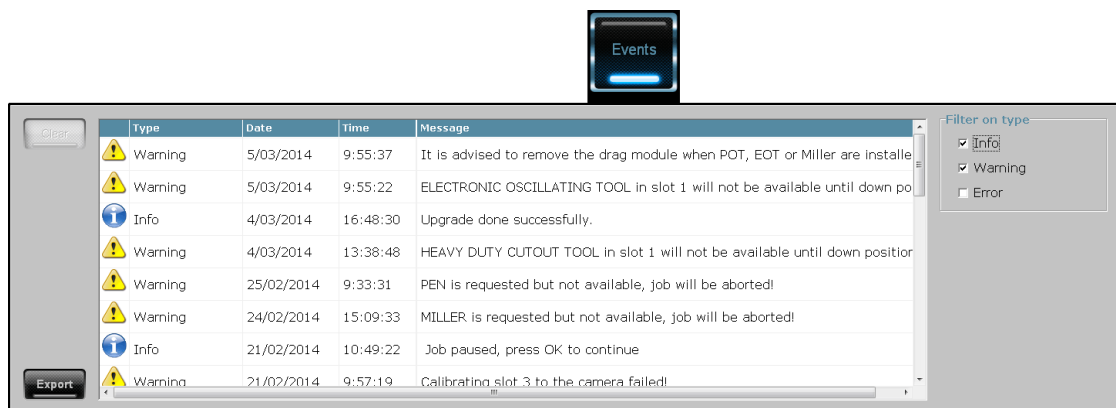 Events
Clear
Type Date Time Message
Warning 5/03/2014 9:55:37 It is advised to remove the drag module when POT, EOT or Miller are installe
Warning 5/03/2014 9:55:22 ELECTRONIC OSCILLATING TOOL in slot 1 will not be available until down po
Info 4/03/2014 16:48:30 Upgrade done successfully.
Warning 4/03/2014 13:38:48 HEAVY DUTY CUTOUT TOOL in slot 1 will not be available until down position
Warning 25/02/2014 9:33:31 PEN is requested but not available, job will be aborted!
Warning 24/02/2014 15:09:33 MILLER is requested but not available, job will be aborted!
Info 21/02/2014 10:49:22 Job paused, press OK to continue
Warning 21/02/2014 9:57:19 Calibrating slot 3 to the camera failed!
Export
Filter on type
Info
Warning
Error